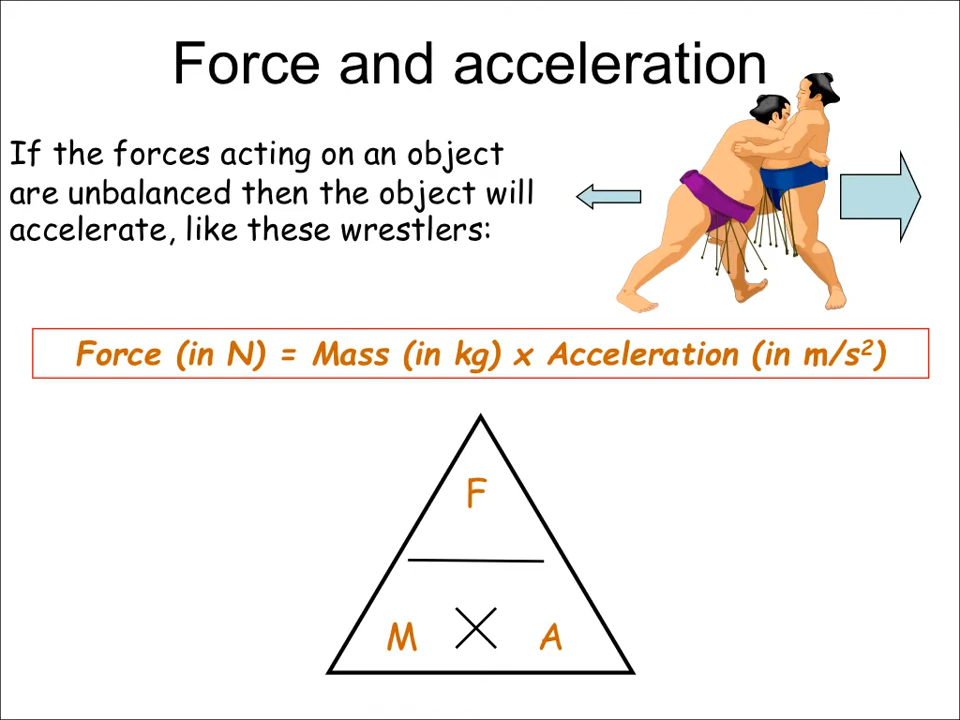 Force and acceleration
If the forces acting on an object
are unbalanced then the object will
accelerate, like these wrestlers:
Force (in N) = Mass (in kg) x Acceleration (in m/s²)
F
M
A